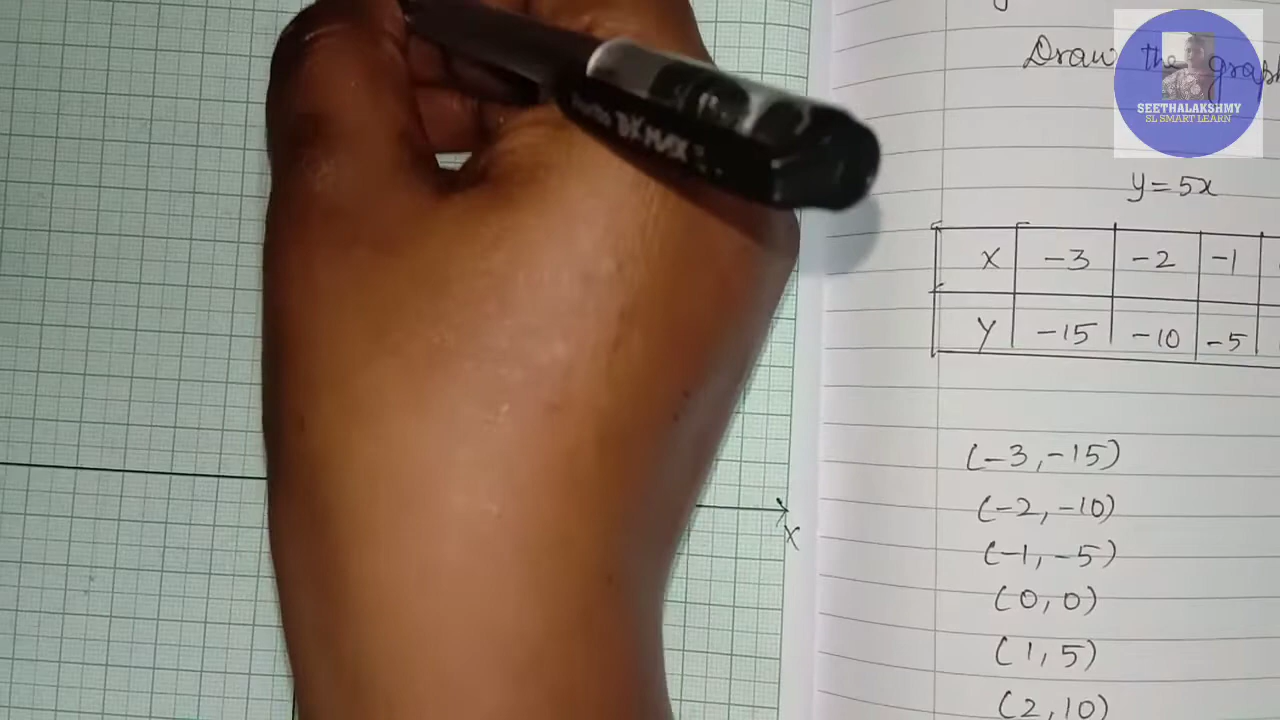 Draw the graph
SEETHALAKSHMY
SL SMART LEARN
y = 5x
X -3 -2 -1
Y -15 -10 -5
(-3, -15)
(-2, -10)
(-1, -5)
(0, 0)
(1, 5)
(2, 10)
X